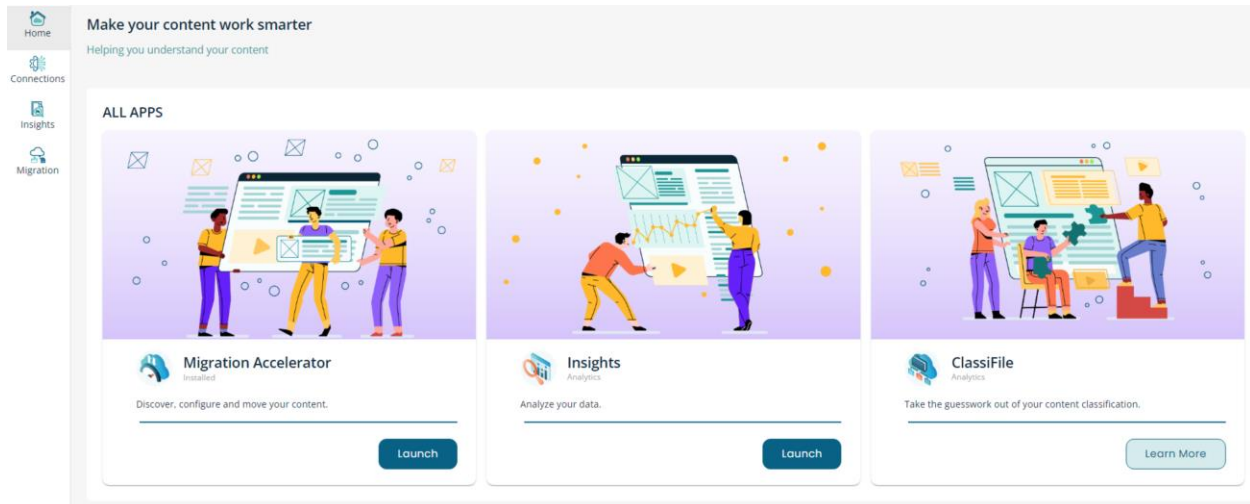 Home
Connections
Insights
Migration
Make your content work smarter
Helping you understand your content
ALL APPS
Migration Accelerator
Installed
Discover, configure and move your content.
Launch
Insights
Analytics
Analyze your data.
Launch
ClassiFile
Analytics
Take the guesswork out of your content classification.
Learn More